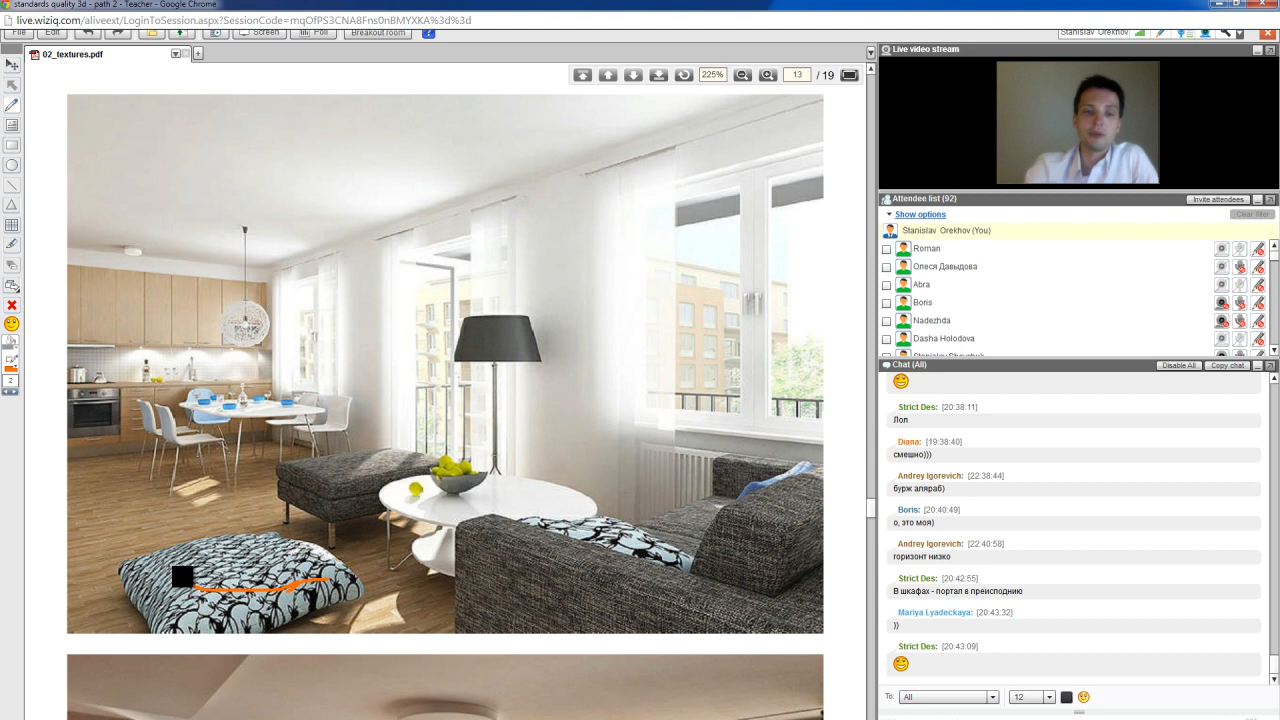 standards quality 3d - path 2 - Teacher - Google Chrome
live.wiziq.com/aliveext/LoginToSession.aspx?SessionCode=mqOfPS3CNA8Fns0nBMYXKA%3d%3d
File Edit Screen Poll Breakout room ? Stanislav Orekhov
02_textures.pdf
225% 13 / 19
Live video stream
Attendee list (92) Invite attendees
Show options Clear filter
Stanislav Orekhov (You)
Roman
Олеся Давыдова
Abra
Boris
Nadezhda
Dasha Holodova
2
Chat (All) Disable All Copy chat
Strict Des: [20:38:11]
Лол
Diana: [19:38:40]
смешно)))
Andrey Igorevich: [22:38:44]
бурж аляраб)
Boris: [20:40:49]
о, это моя)
Andrey Igorevich: [22:40:58]
горизонт низко
Strict Des: [20:42:55]
В шкафах - портал в преисподнию
Mariya Lyadeckaya: [20:43:32]
))
Strict Des: [20:43:09]
To: All 12